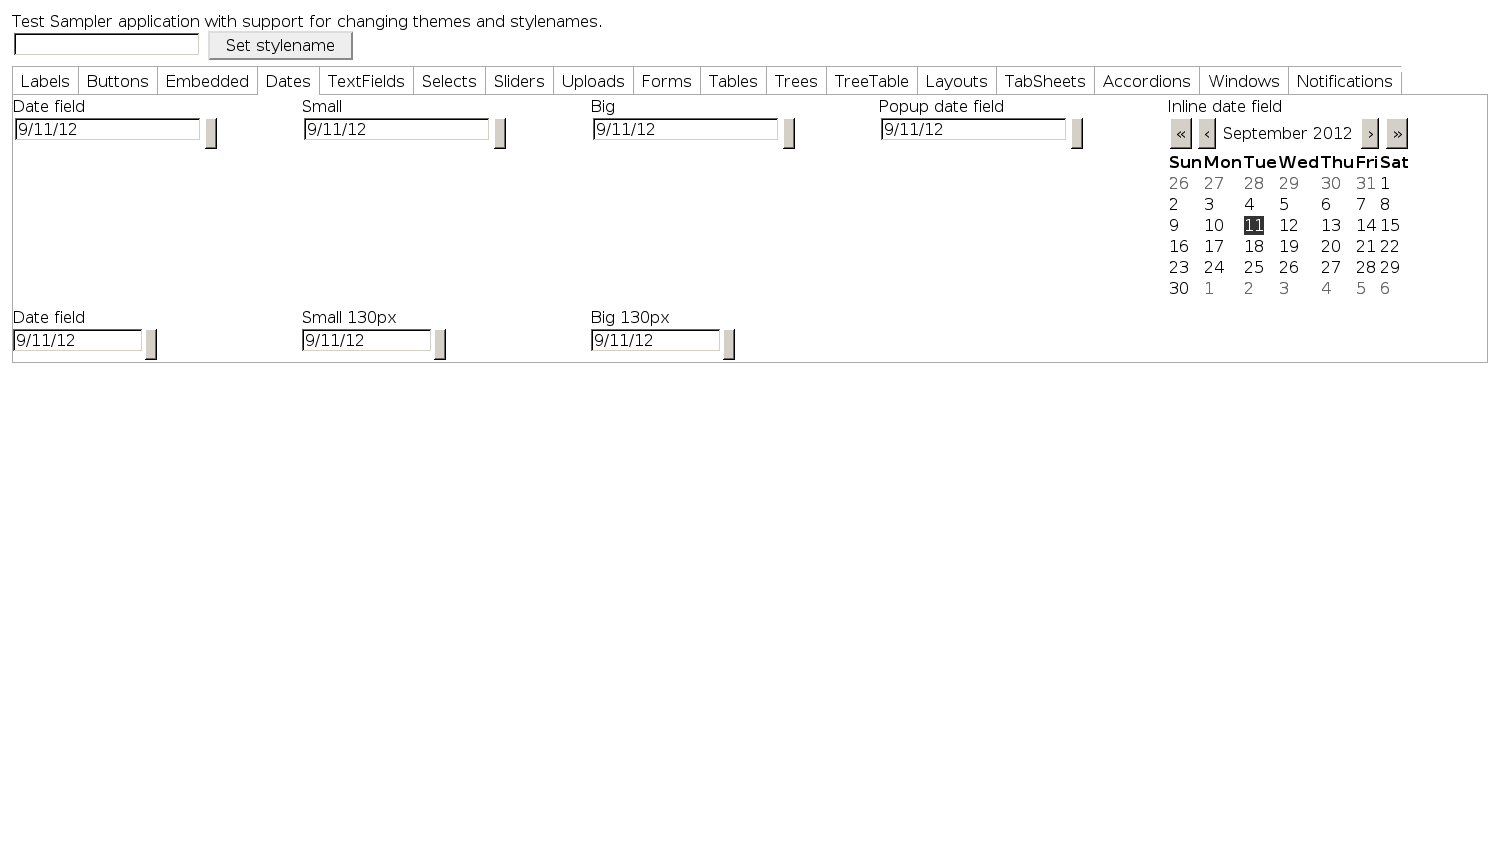 Test Sampler application with support for changing themes and stylenames.
Set stylename
Labels Buttons Embedded Dates TextFields Selects Sliders Uploads Forms Tables Trees TreeTable Layouts TabSheets Accordions Windows Notifications
Date field Small Big Popup date field Inline date field
9/11/12 9/11/12 9/11/12 9/11/12 « ‹ September 2012 › »
Sun Mon Tue Wed Thu Fri Sat
26 27 28 29 30 31 1
2 3 4 5 6 7 8
9 10 11 12 13 14 15
16 17 18 19 20 21 22
23 24 25 26 27 28 29
30 1 2 3 4 5 6
Date field Small 130px Big 130px
9/11/12 9/11/12 9/11/12